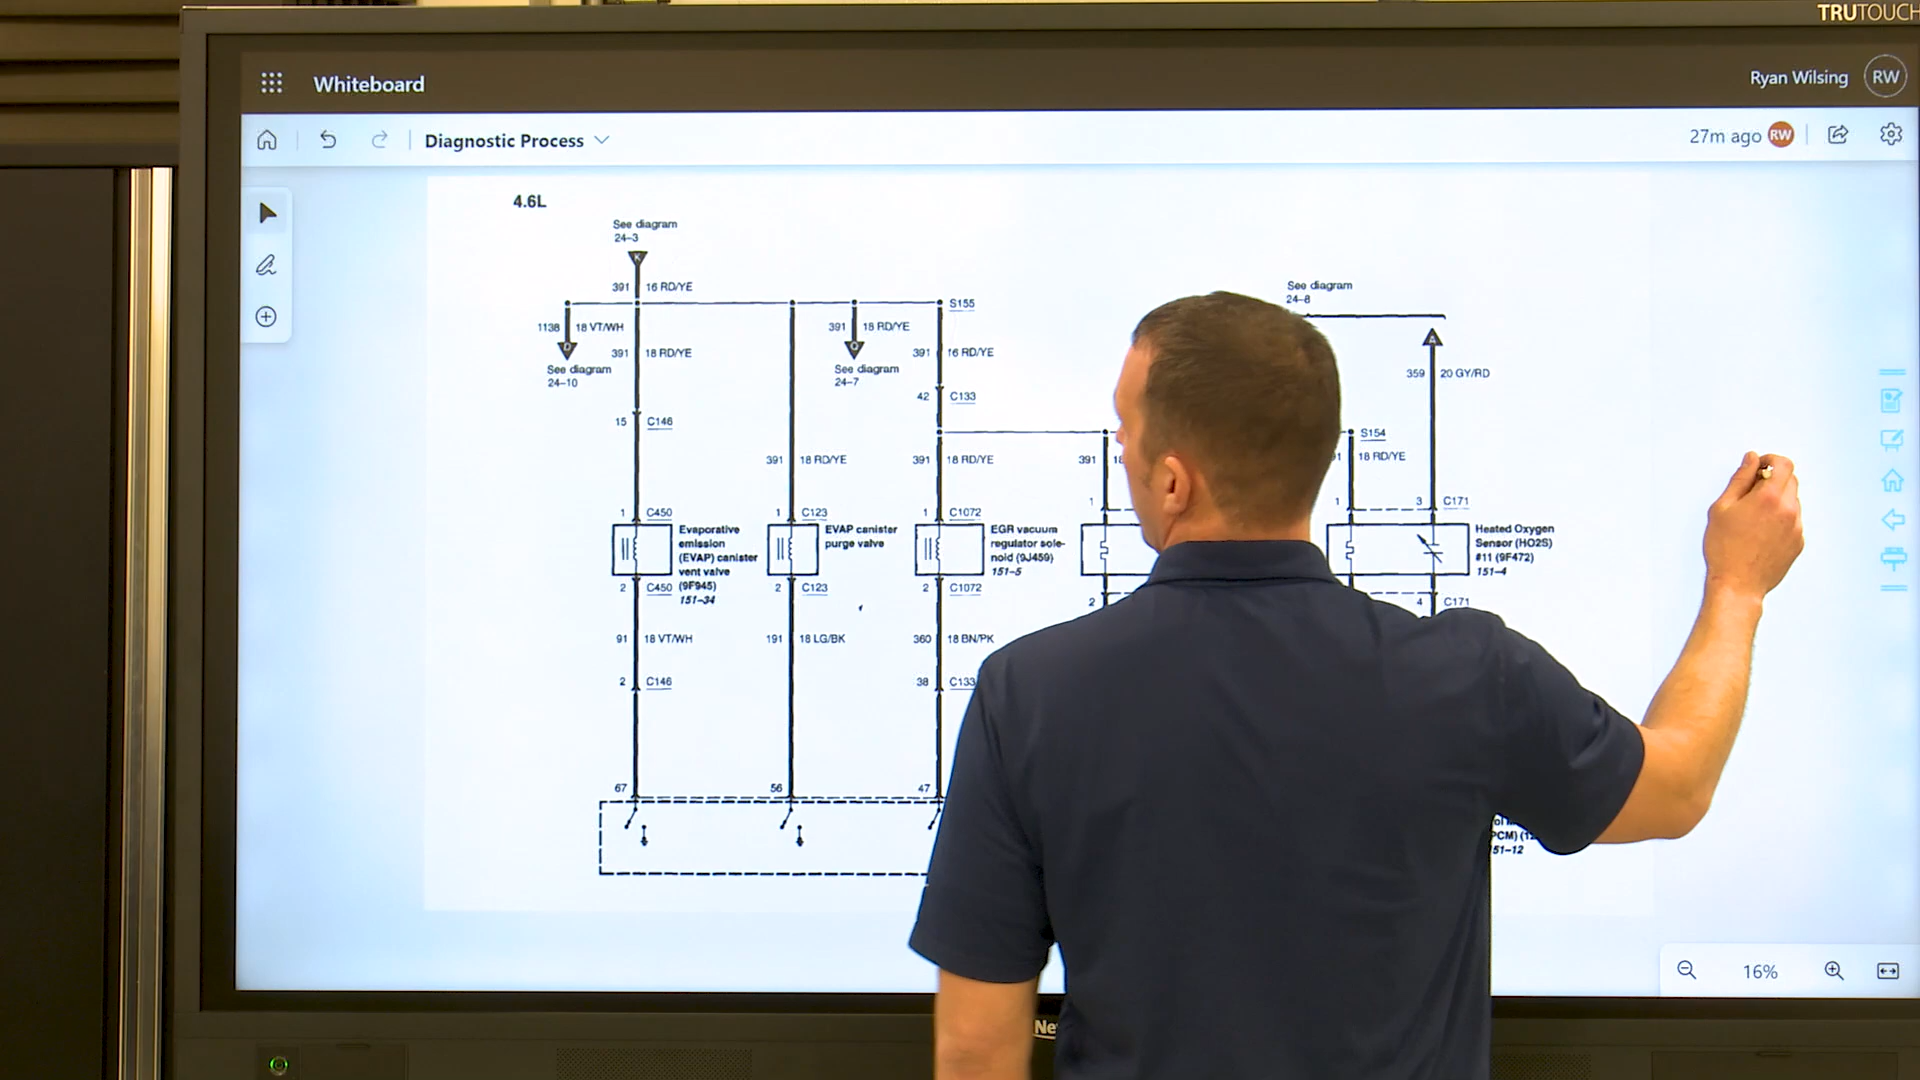 TRUTOUCH
Whiteboard
Ryan Wilsing RW
Diagnostic Process
27m ago RW
4.6L
See diagram
24-3
K
391 16 RD/YE
S155
1138 18 VT/WH
391 18 RD/YE
See diagram
24-10
391 18 RD/YE
See diagram
24-7
391 16 RD/YE
15 C146
42 C133
See diagram
24-8
A
359 20 GY/RD
S154
391 18 RD/YE
391 18 RD/YE
391
18 RD/YE
1 C450
1 C123
1 C1072
1
1
3 C171
Evaporative
emission
(EVAP) canister
vent valve
(9F945)
151-34
EVAP canister
purge valve
EGR vacuum
regulator sole-
noid (9J459)
151-5
Heated Oxygen
Sensor (HO2S)
#11 (9F472)
151-4
2 C450
2 C123
2 C1072
2
4 C171
91 18 VT/WH
191 18 LG/BK
360 18 BN/PK
2 C146
38 C133
67
56
47
PCM) (12
151-12
16%